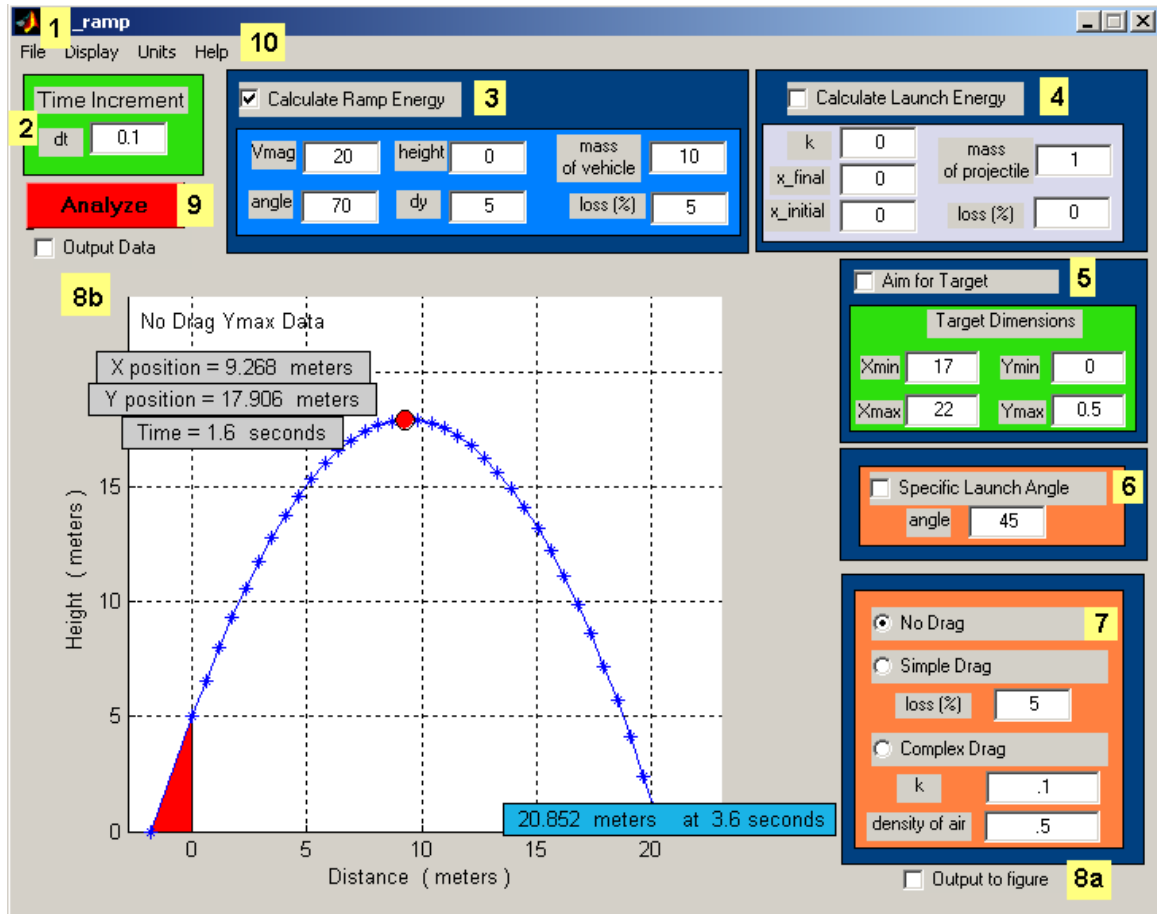 1 _ramp
File Display Units Help 10
Time Increment
2 dt 0.1
Calculate Ramp Energy 3
Vmag 20 height 0 mass of vehicle 10
angle 70 dy 5 loss (%) 5
Calculate Launch Energy 4
k 0
x_final 0
x_initial 0
mass
of projectile 1
loss (%) 0
Analyze 9
Output Data
Aim for Target 5
Target Dimensions
Xmin 17 Ymin 0
Xmax 22 Ymax 0.5
Specific Launch Angle 6
angle 45
No Drag 7
Simple Drag
loss (%) 5
Complex Drag
k .1
density of air .5
Output to figure 8a
8b
No Drag Ymax Data
X position = 9.268 meters
Y position = 17.906 meters
Time = 1.6 seconds
15
10
5
0
Height ( meters )
20.852 meters at 3.6 seconds
0 5 10 15 20
Distance ( meters )